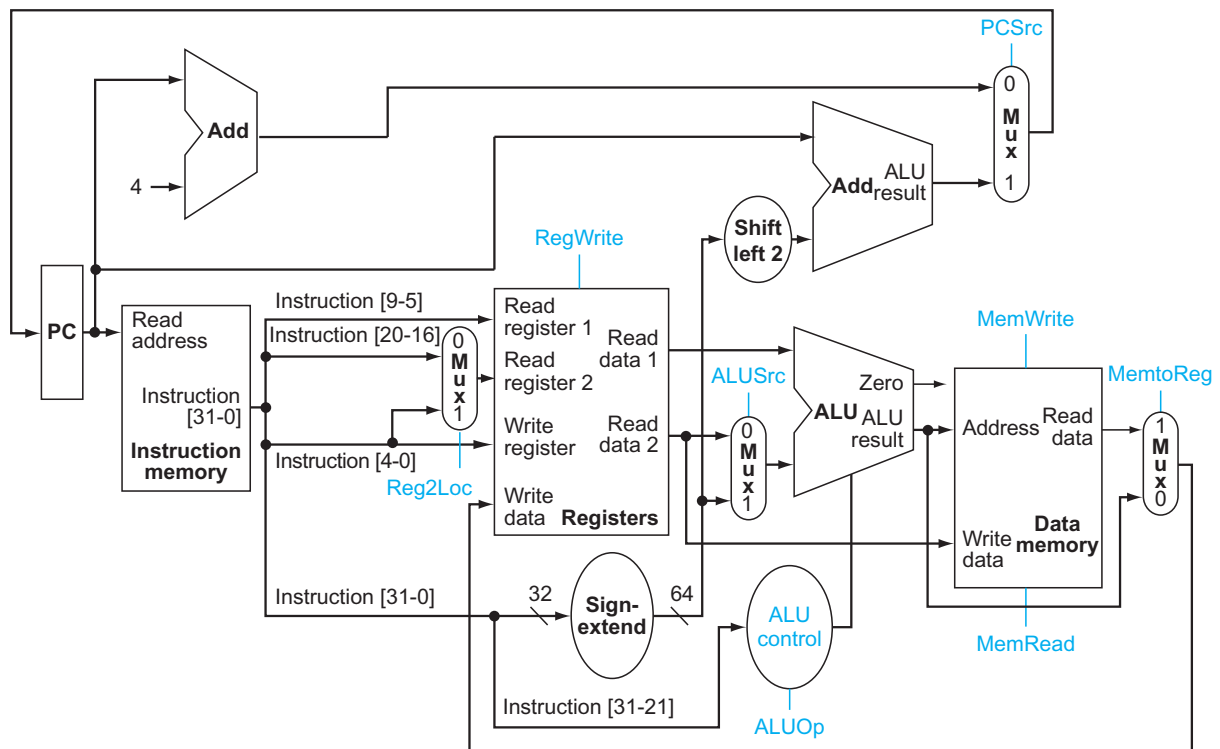 PCSrc
0
M
u
x
1
Add
4
Add
ALU
result
Shift
left 2
RegWrite
PC
Read
address
Instruction
[31-0]
Instruction
memory
Instruction [9-5]
Instruction [20-16]
0
M
u
x
1
Instruction [4-0]
Reg2Loc
Read
register 1
Read
register 2
Write
register
Write
data
Read
data 1
Read
data 2
Registers
ALUSrc
0
M
u
x
1
Zero
ALU
ALU
result
MemWrite
Address
Read
data
Write
data
Data
memory
MemRead
MemtoReg
1
M
u
x
0
Instruction [31-0]
32
Sign-
extend
64
ALU
control
Instruction [31-21]
ALUOp